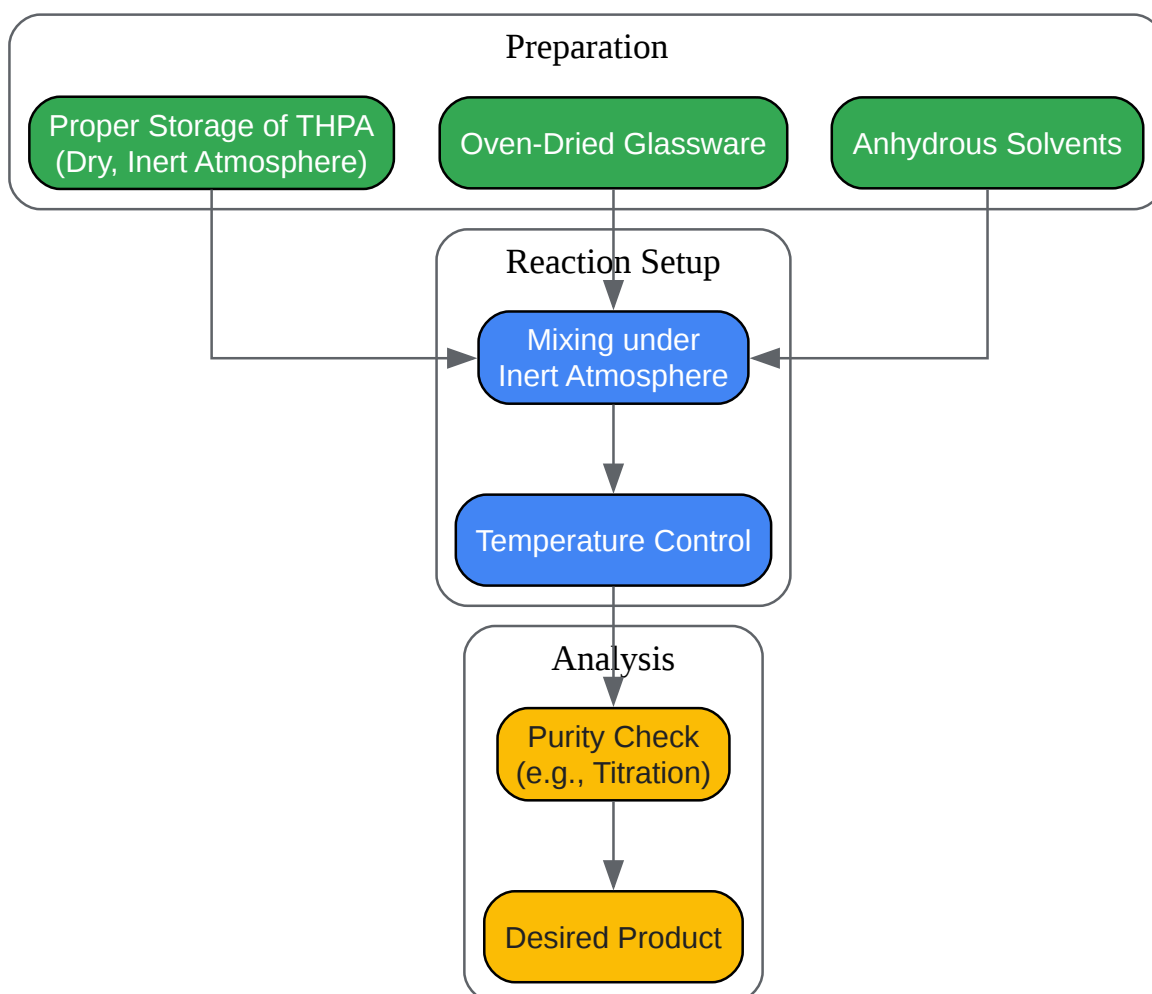 Preparation
Proper Storage of THPA
(Dry, Inert Atmosphere)
Oven-Dried Glassware
Anhydrous Solvents
Reaction Setup
Mixing under
Inert Atmosphere
Temperature Control
Analysis
Purity Check
(e.g., Titration)
Desired Product